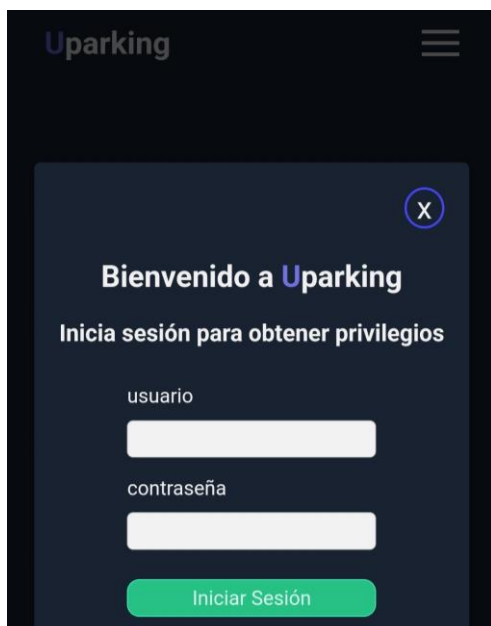 Uparking
X
Bienvenido a Uparking
Inicia sesión para obtener privilegios
usuario
contraseña
Iniciar Sesión